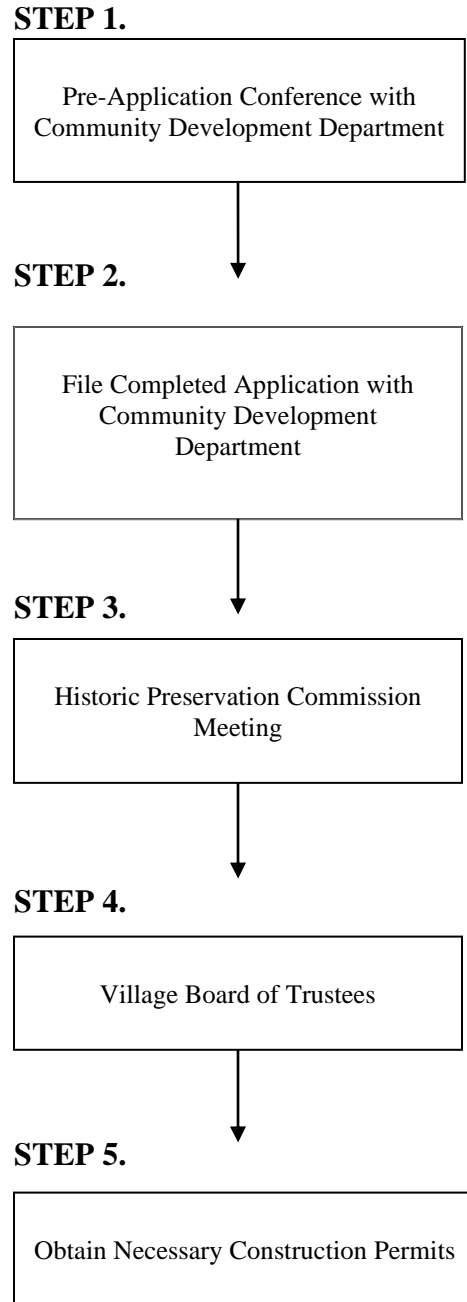 STEP 1.
Pre-Application Conference with
Community Development Department
STEP 2.
File Completed Application with
Community Development
Department
STEP 3.
Historic Preservation Commission
Meeting
STEP 4.
Village Board of Trustees
STEP 5.
Obtain Necessary Construction Permits